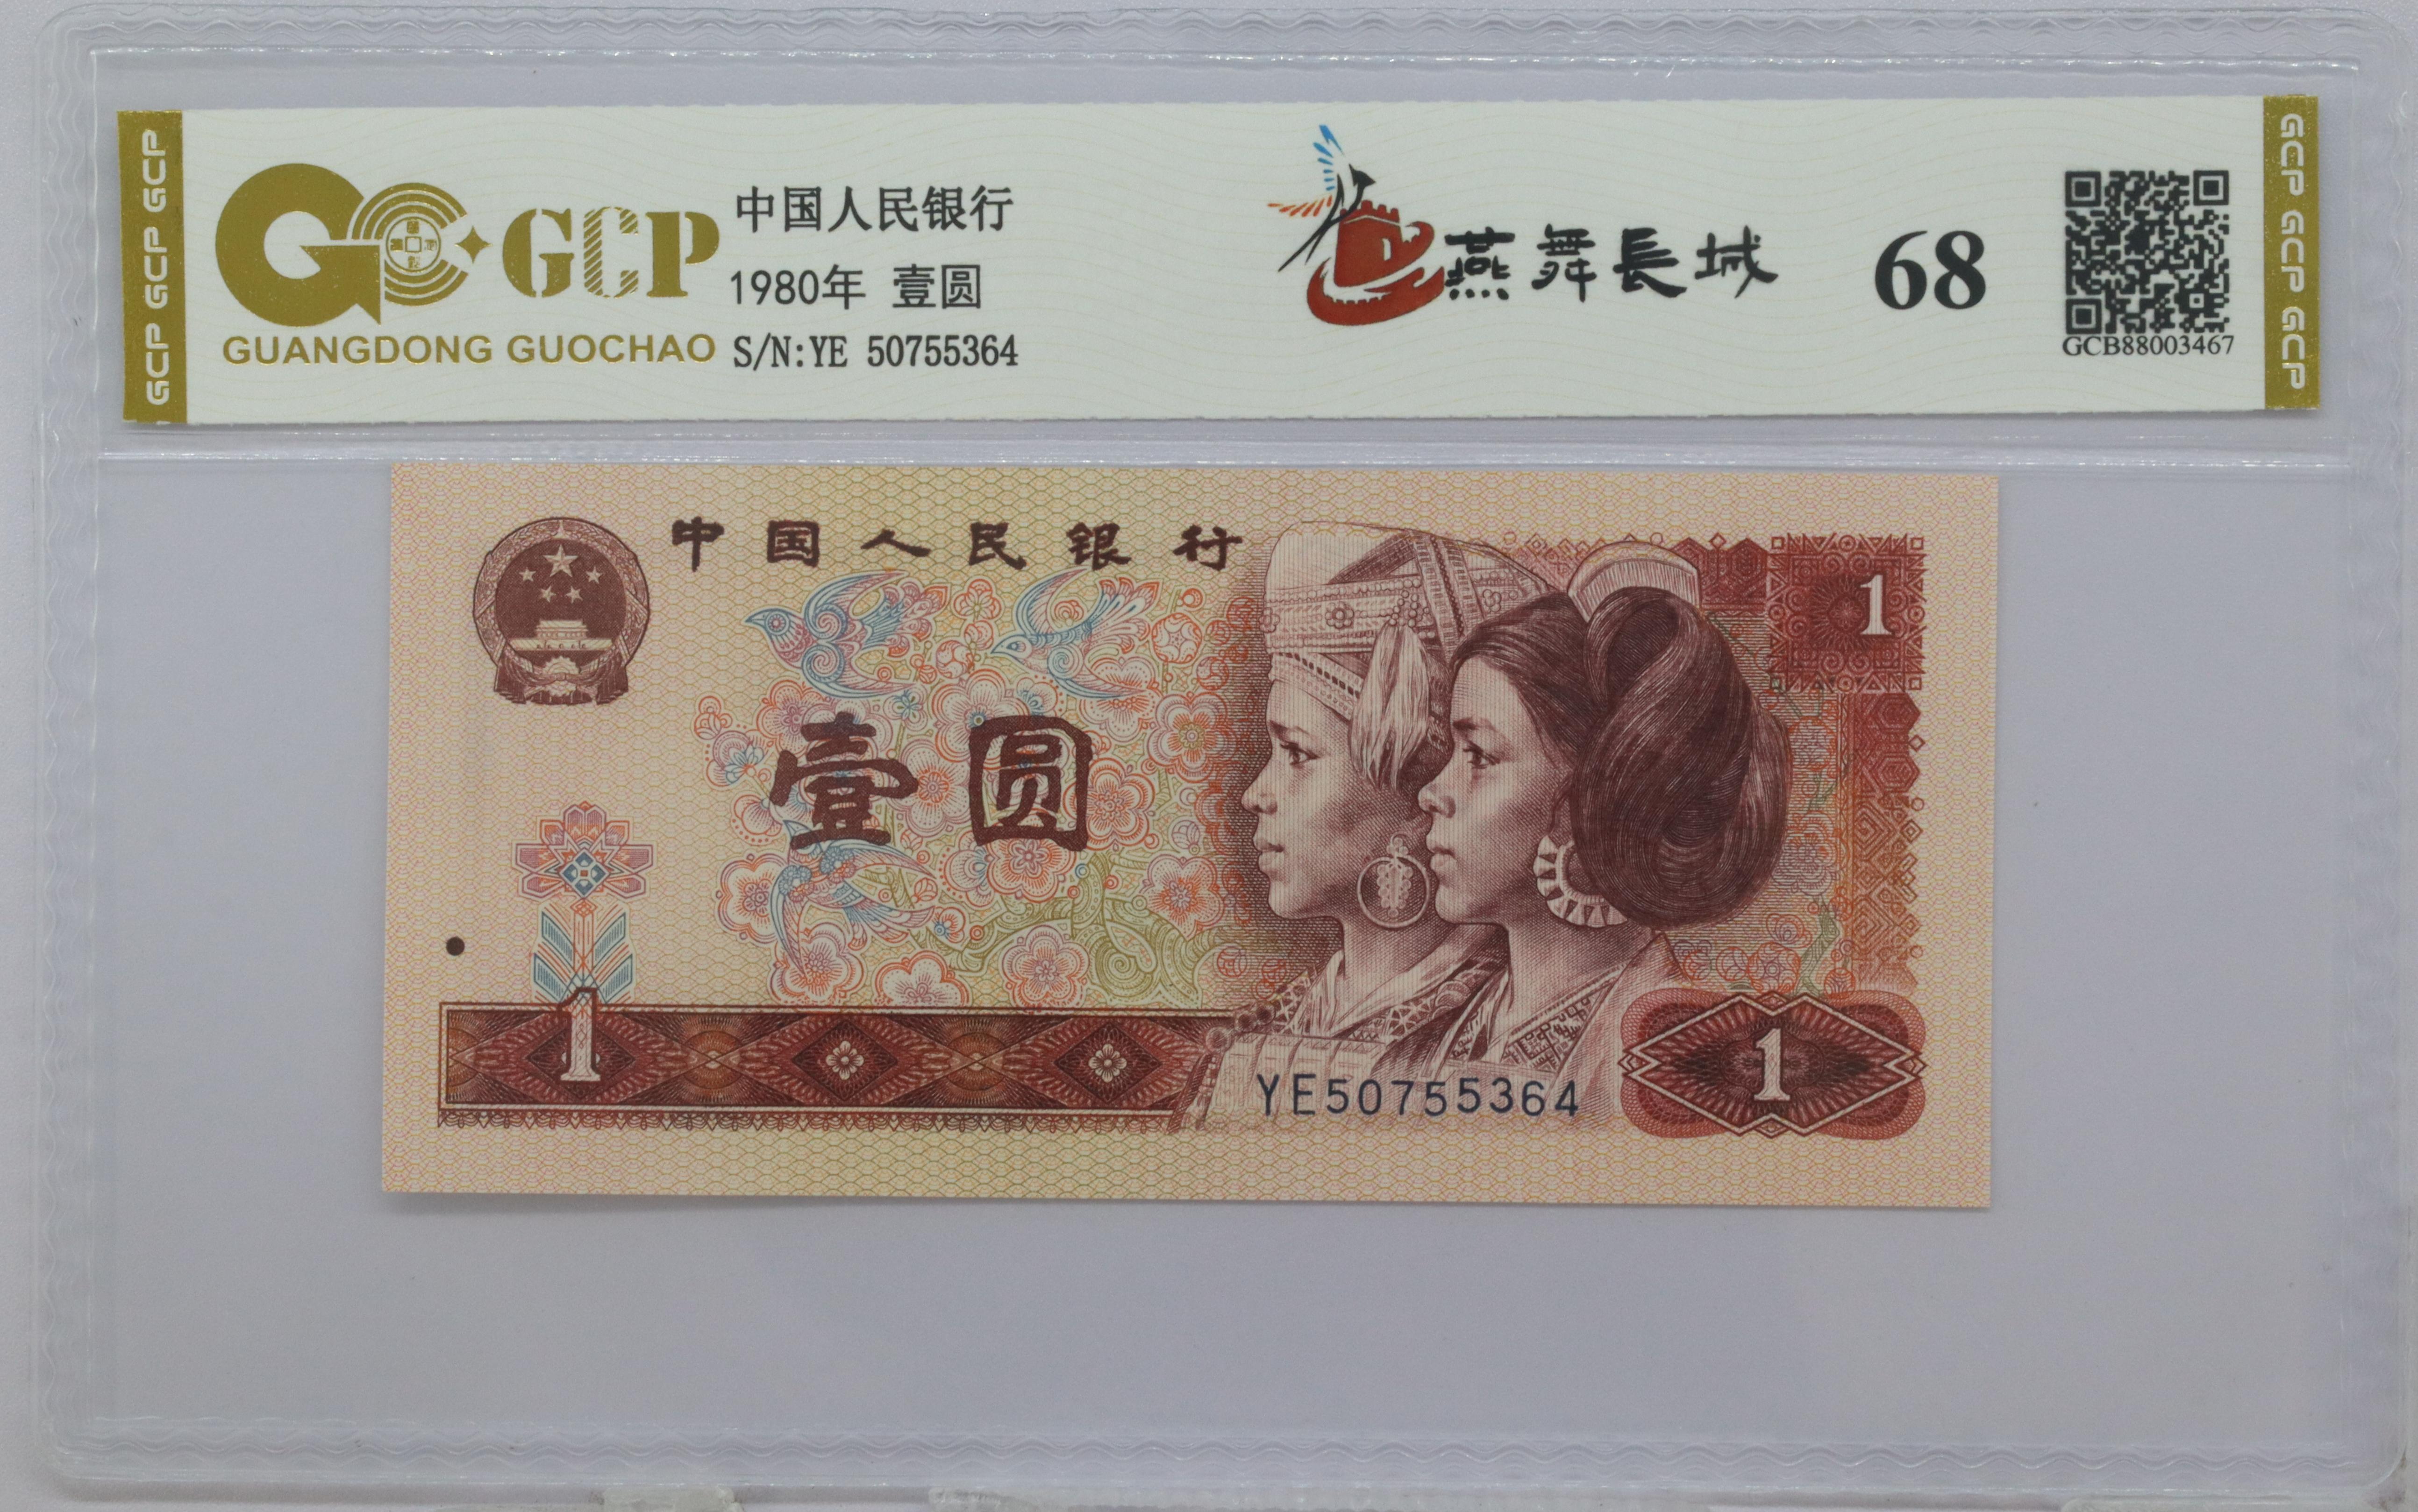 GCP GCP GCP
GCP
GUANGDONG GUOCHAO
中国人民银行
1980年 壹圆
S/N:YE 50755364
燕舞長城
68
GCB88003467
GCP GCP GCP
中国人民银行
1
壹圆
1
YE50755364
1